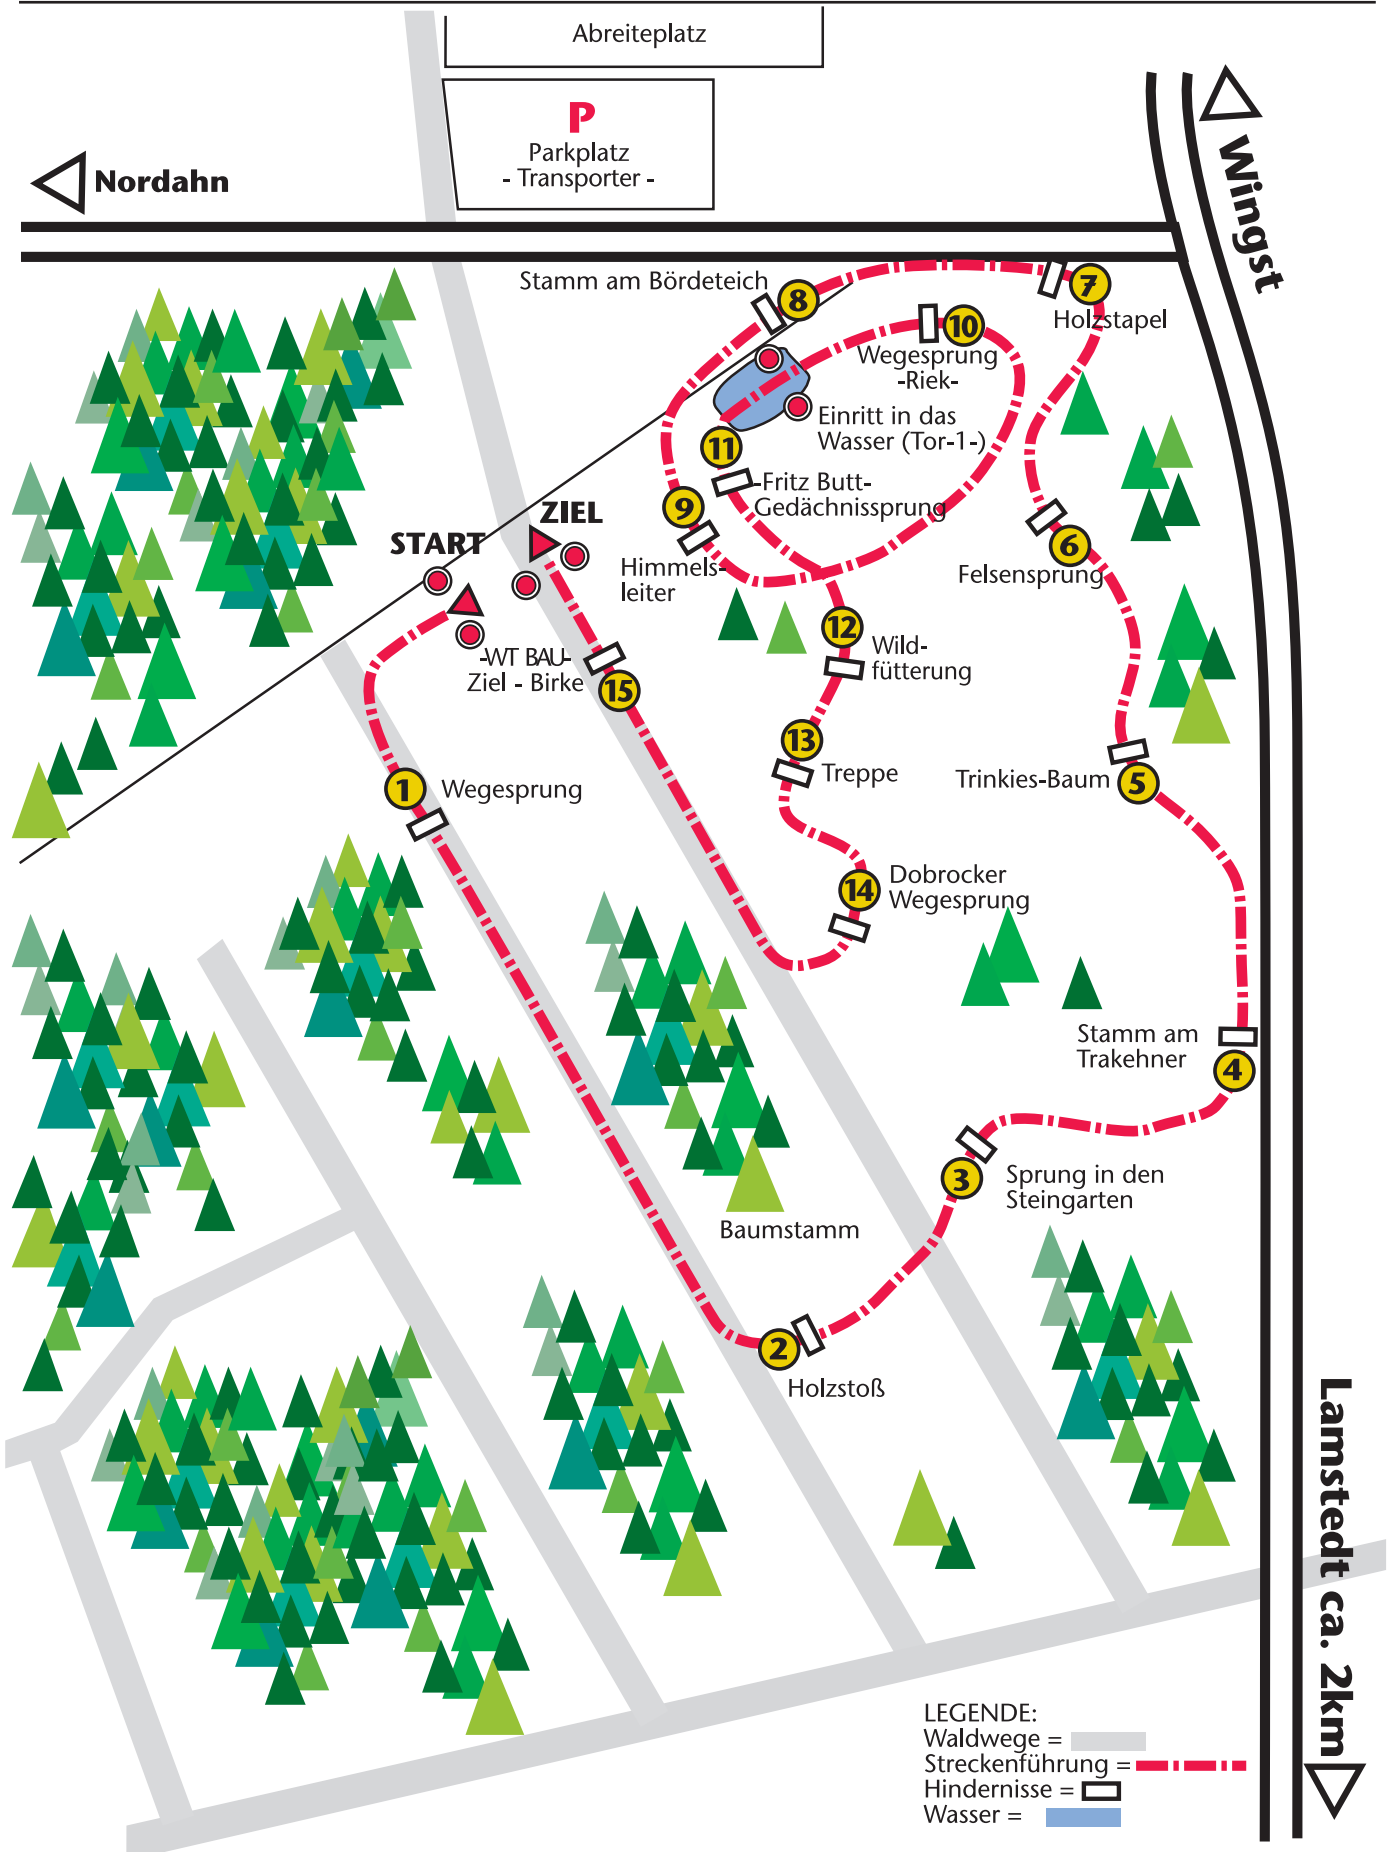 Abreiteplatz
P
Parkplatz
- Transporter -
Nordahn
Wingst
Stamm am Bördeteich
8
7
Holzstapel
10
Wegesprung
-Riek-
Einritt in das
Wasser (Tor-1-)
11
-Fritz Butt-
Gedächnissprung
9
Himmels-
leiter
ZIEL
START
6
Felsensprung
12
Wild-
fütterung
-WT BAU-
Ziel - Birke
15
13
Treppe
Trinkies-Baum
5
1
Wegesprung
14
Dobrocker
Wegesprung
Stamm am
Trakehner
4
3
Sprung in den
Steingarten
Baumstamm
2
Holzstoß
Lamstedt ca. 2km
LEGENDE:
Waldwege =
Streckenführung =
Hindernisse =
Wasser =